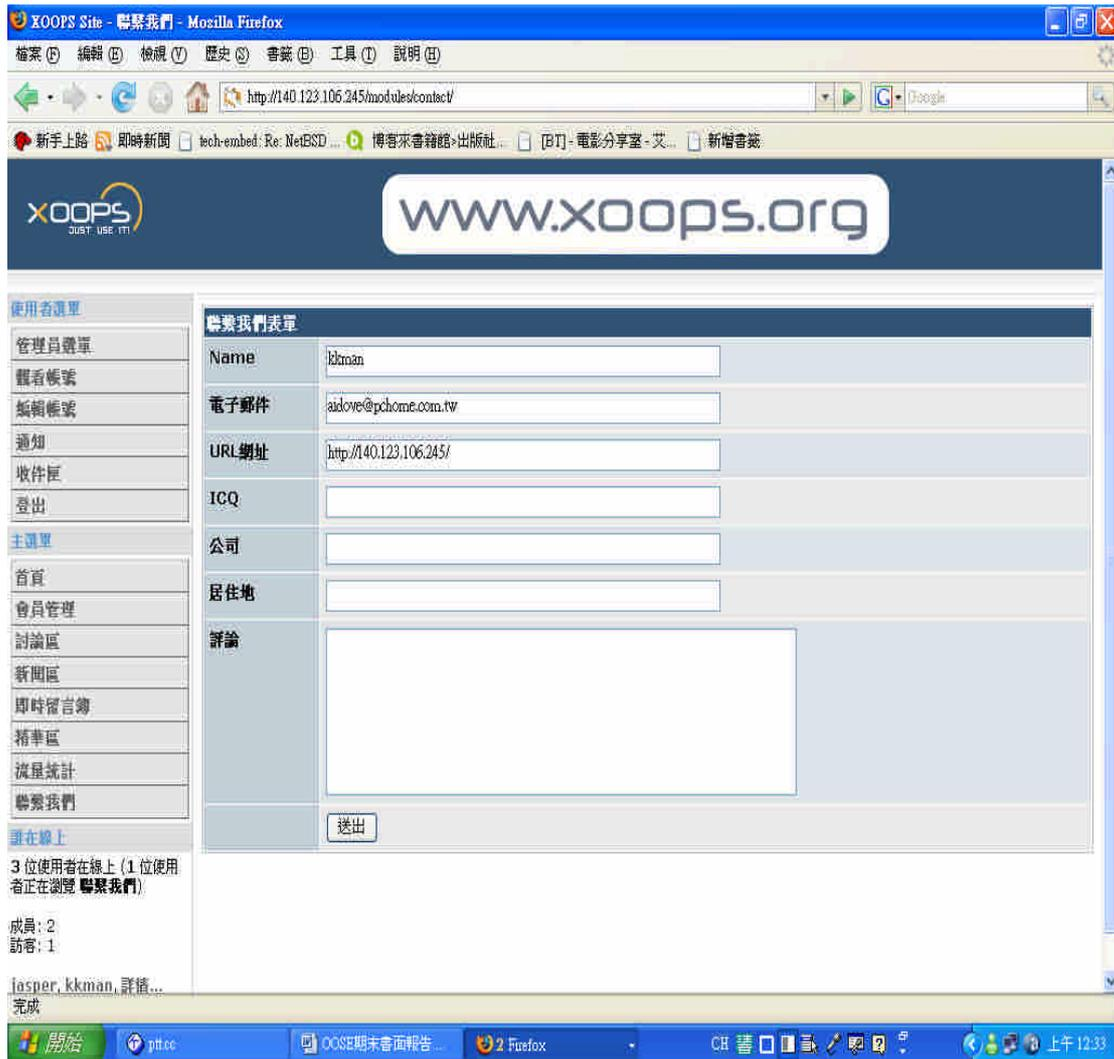 XOOPS Site - 聯繫我們 - Mozilla Firefox
檔案(F) 編輯(E) 檢視(V) 歷史(S) 書籤(B) 工具(T) 說明(H)
http://140.123.106.245/modules/contact/
Google
新手上路 即時新聞 tech-embed: Re: NetBSD ... 博客來書籍館>出版社... [BT] - 電影分享室 - 艾... 新增書籤
XOOPS
JUST USE IT!
www.xoops.org
使用者選單
管理員選單
觀看帳號
編輯帳號
通知
收件匣
登出
主選單
首頁
會員管理
討論區
新聞區
即時留言簿
精華區
流量統計
聯繫我們
誰在線上
3 位使用者在線上 (1 位使用
者正在瀏覽 聯繫我們)
成員: 2
訪客: 1
jasper, kkman, 詳情...
聯繫我們表單
Name kkman
電子郵件 aidove@pchome.com.tw
URL網址 http://140.123.106.245/
ICQ
公司
居住地
評論
送出
完成
開始 ptt.cc OOSE期末書面報告... 2 Firefox CH 上午 12:33